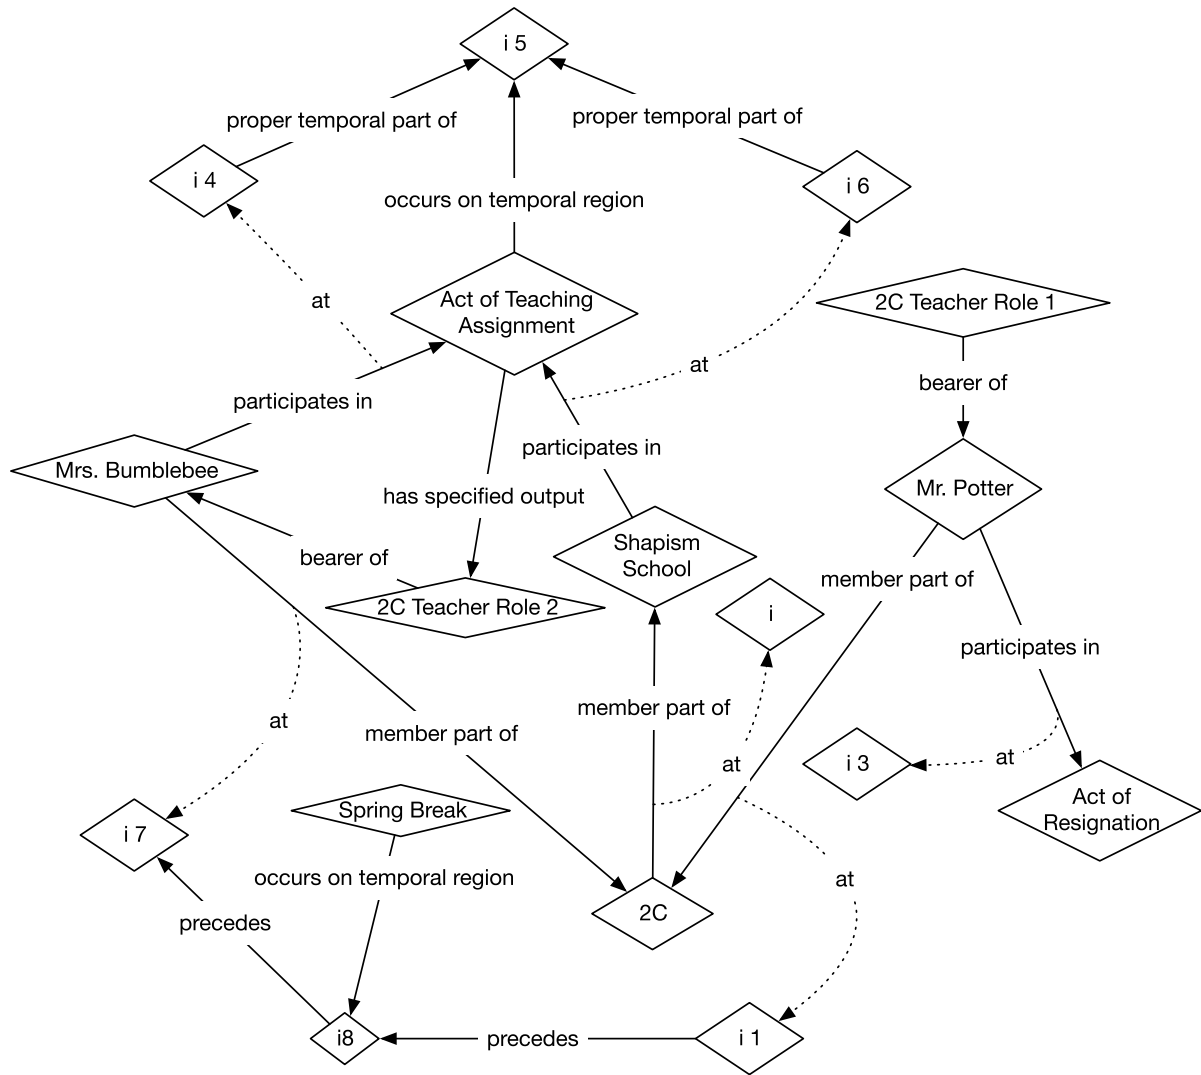 i 5
proper temporal part of
proper temporal part of
i 4
i 6
occurs on temporal region
at
Act of Teaching
Assignment
2C Teacher Role 1
at
bearer of
participates in
participates in
Mrs. Bumblebee
Mr. Potter
has specified output
bearer of
Shapism
School
member part of
2C Teacher Role 2
i
participates in
member part of
at
member part of
at
i 3
at
Spring Break
Act of
Resignation
i 7
occurs on temporal region
at
2C
precedes
i8
precedes
i 1